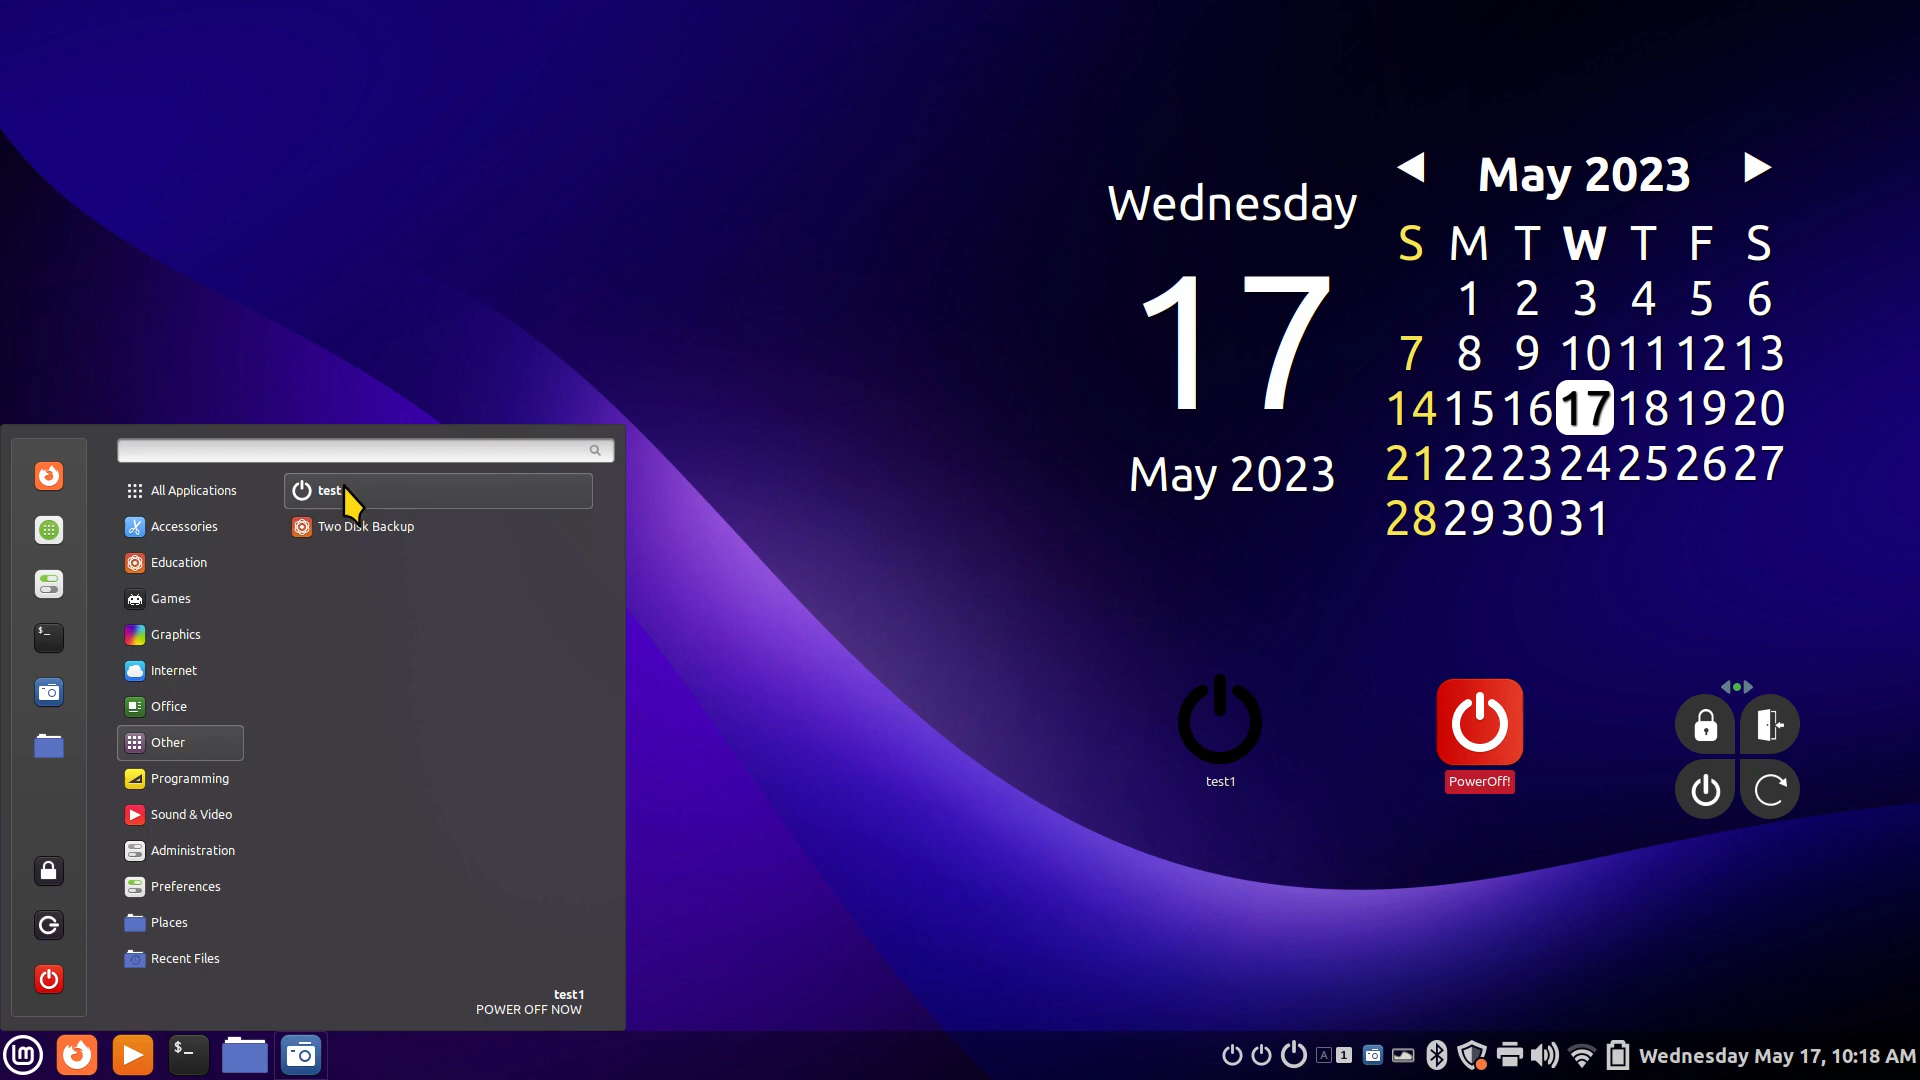 Wednesday
17
May 2023
May 2023
S M T W T F S
1 2 3 4 5 6
7 8 9 10 11 12 13
14 15 16 17 18 19 20
21 22 23 24 25 26 27
28 29 30 31
All Applications
Accessories
Education
Games
Graphics
Internet
Office
Other
Programming
Sound & Video
Administration
Preferences
Places
Recent Files
test
Two Disk Backup
test1
POWER OFF NOW
test1
PowerOff!
$_
$_
A 1
Wednesday May 17, 10:18 AM